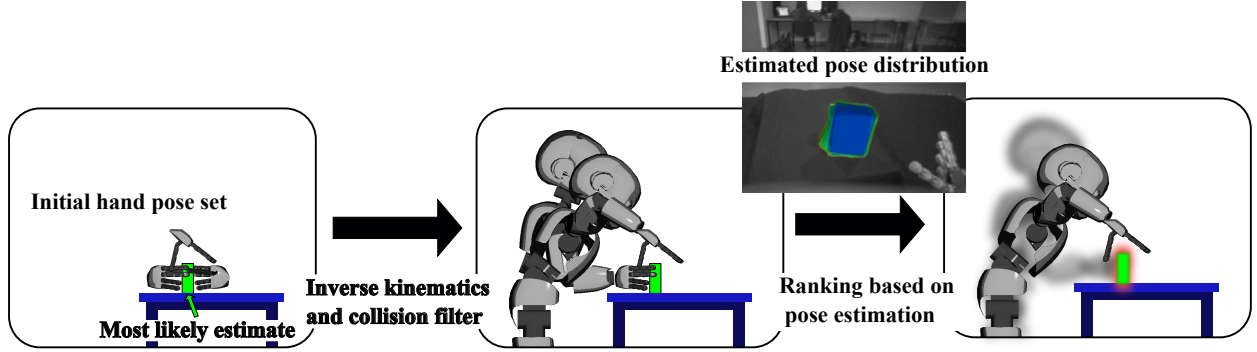 Estimated pose distribution
Initial hand pose set
Most likely estimate
Inverse kinematics
and collision filter
Ranking based on
pose estimation